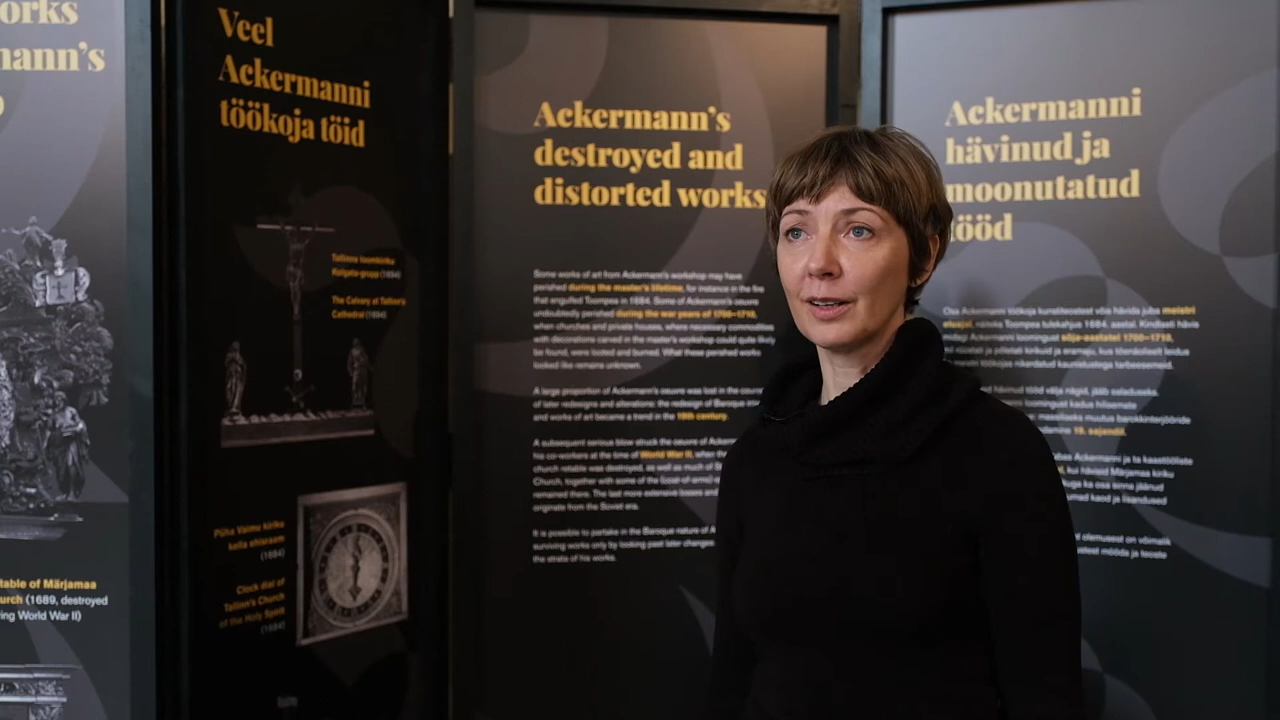 orks
mann's
Veel
Ackermanni
töökoja töid
Tallinna toomkiriku
Kolgata-grupp (1694)
The Calvary at Tallinn's
Cathedral (1694)
Püha Vaimu kiriku
kella ehisraam
(1684)
Clock dial of
Tallinn's Church
of the Holy Spirit
(1684)
table of Märjamaa
urch (1689, destroyed
ring World War II)
Ackermann's
destroyed and
distorted works
Some works of art from Ackermann's workshop may have
perished during the master's lifetime, for instance in the fire
that engulfed Toompea in 1684. Some of Ackermann's oeuvre
undoubtedly perished during the war years of 1700–1710,
when churches and private houses, where necessary commodities
with decorations carved in the master's workshop could quite likely
be found, were looted and burned. What these perished works
looked like remains unknown.
A large proportion of Ackermann's oeuvre was lost in the course
of later redesigns and alterations: the redesign of Baroque
and works of art became a trend in the 19th century.
A subsequent serious blow struck the oeuvre of Ackerm
his co-workers at the time of World War II, when th
church retable was destroyed, as well as much of S
Church, together with some of the (coat-of-arms)
remained there. The last more extensive losses and
originate from the Soviet era.
It is possible to partake in the Baroque nature of A
surviving works only by looking past later changes
the strata of his works.
Ackermanni
hävinud ja
moonutatud
tööd
Osa Ackermanni töökoja kunstiteostest võis hävida juba meistri
eluajal, näiteks Toompea tulekahjus 1684. aastal. Kindlasti hävis
sõja-aastatel 1700–1710,
19. sajandil.